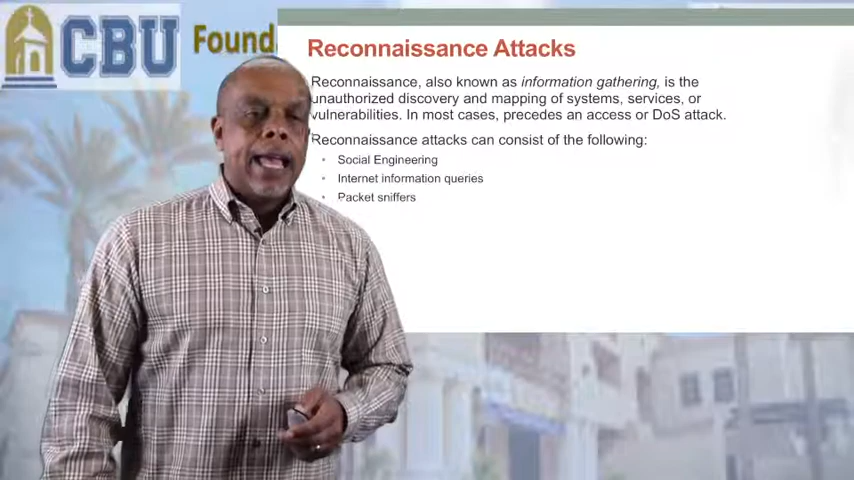 CBU Found
Reconnaissance Attacks
Reconnaissance, also known as information gathering, is the
unauthorized discovery and mapping of systems, services, or
vulnerabilities. In most cases, precedes an access or DoS attack.
Reconnaissance attacks can consist of the following:
• Social Engineering
• Internet information queries
• Packet sniffers